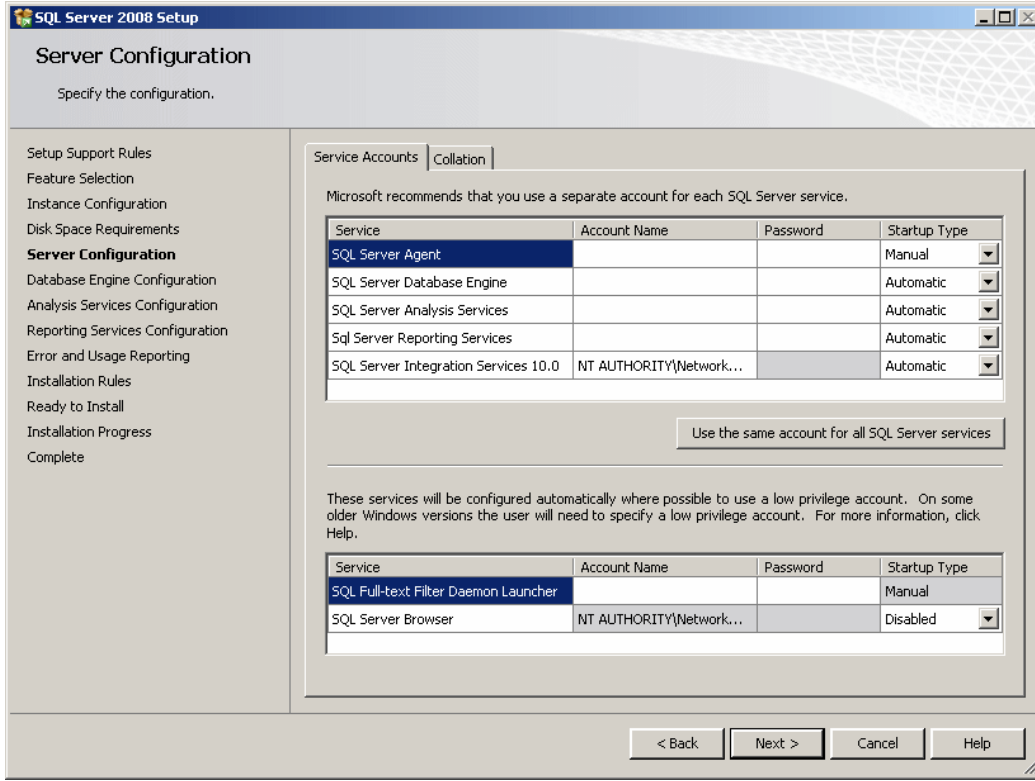 SQL Server 2008 Setup
Server Configuration
Specify the configuration.
Setup Support Rules
Feature Selection
Instance Configuration
Disk Space Requirements
Server Configuration
Database Engine Configuration
Analysis Services Configuration
Reporting Services Configuration
Error and Usage Reporting
Installation Rules
Ready to Install
Installation Progress
Complete
Service Accounts Collation
Microsoft recommends that you use a separate account for each SQL Server service.
Service Account Name Password Startup Type
SQL Server Agent Manual
SQL Server Database Engine Automatic
SQL Server Analysis Services Automatic
Sql Server Reporting Services Automatic
SQL Server Integration Services 10.0 NT AUTHORITY\Network... Automatic
Use the same account for all SQL Server services
These services will be configured automatically where possible to use a low privilege account. On some
older Windows versions the user will need to specify a low privilege account. For more information, click
Help.
Service Account Name Password Startup Type
SQL Full-text Filter Daemon Launcher Manual
SQL Server Browser NT AUTHORITY\Network... Disabled
< Back Next > Cancel Help